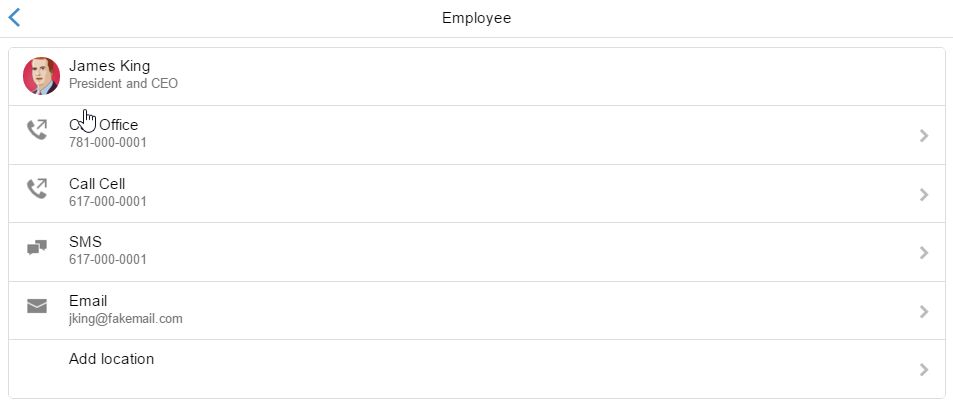 Employee
James King
President and CEO
Office
781-000-0001
Call Cell
617-000-0001
SMS
617-000-0001
Email
jking@fakemail.com
Add location